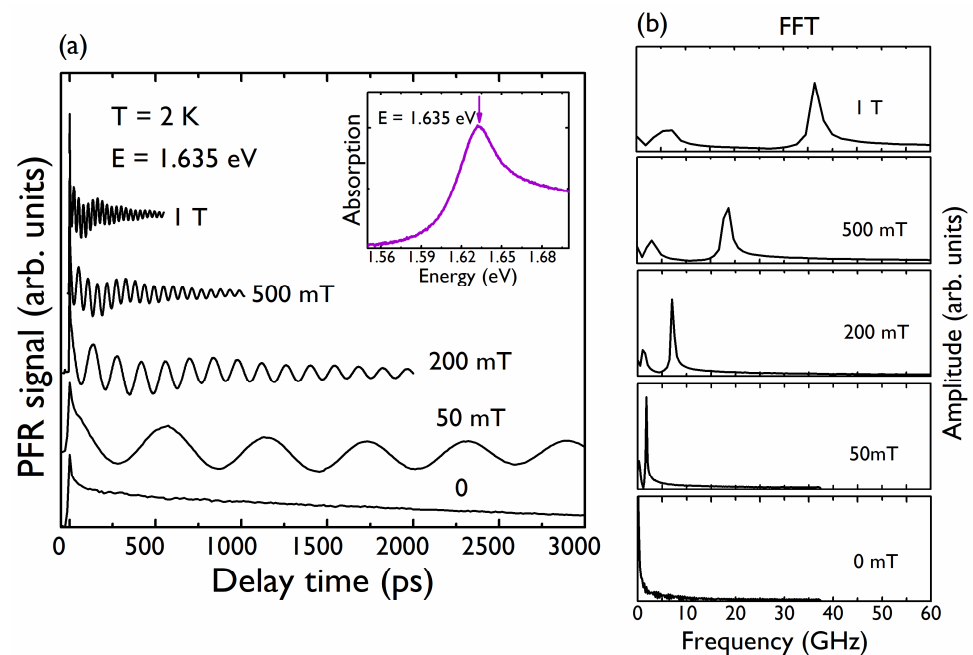 (a)
T = 2 K
E = 1.635 eV
1 T
500 mT
200 mT
50 mT
0
PFR signal (arb. units)
0 500 1000 1500 2000 2500 3000
Delay time (ps)
E = 1.635 eV
Absorption
1.56 1.59 1.62 1.65 1.68
Energy (eV)
(b)
FFT
1 T
500 mT
200 mT
50mT
0 mT
Amplitude (arb. units)
0 10 20 30 40 50 60
Frequency (GHz)